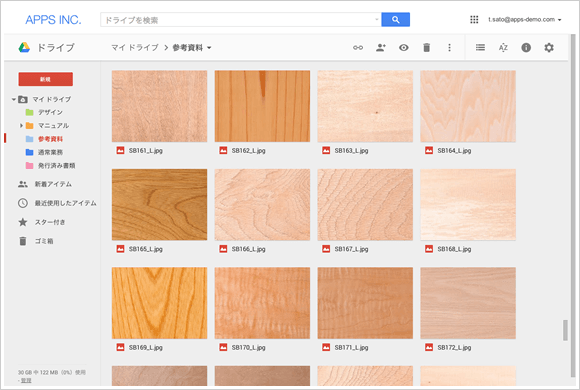 APPS INC.
ドライブを検索
t.sato@apps-demo.com
ドライブ
マイ ドライブ > 参考資料
AZ
新規
マイ ドライブ
デザイン
マニュアル
参考資料
通常業務
発行済み書類
新着アイテム
最近使用したアイテム
スター付き
ゴミ箱
30 GB 中 122 MB（0%）使用
- 管理
SB161_L.jpg
SB162_L.jpg
SB163_L.jpg
SB164_L.jpg
SB165_L.jpg
SB166_L.jpg
SB167_L.jpg
SB168_L.jpg
SB169_L.jpg
SB170_L.jpg
SB171_L.jpg
SB172_L.jpg